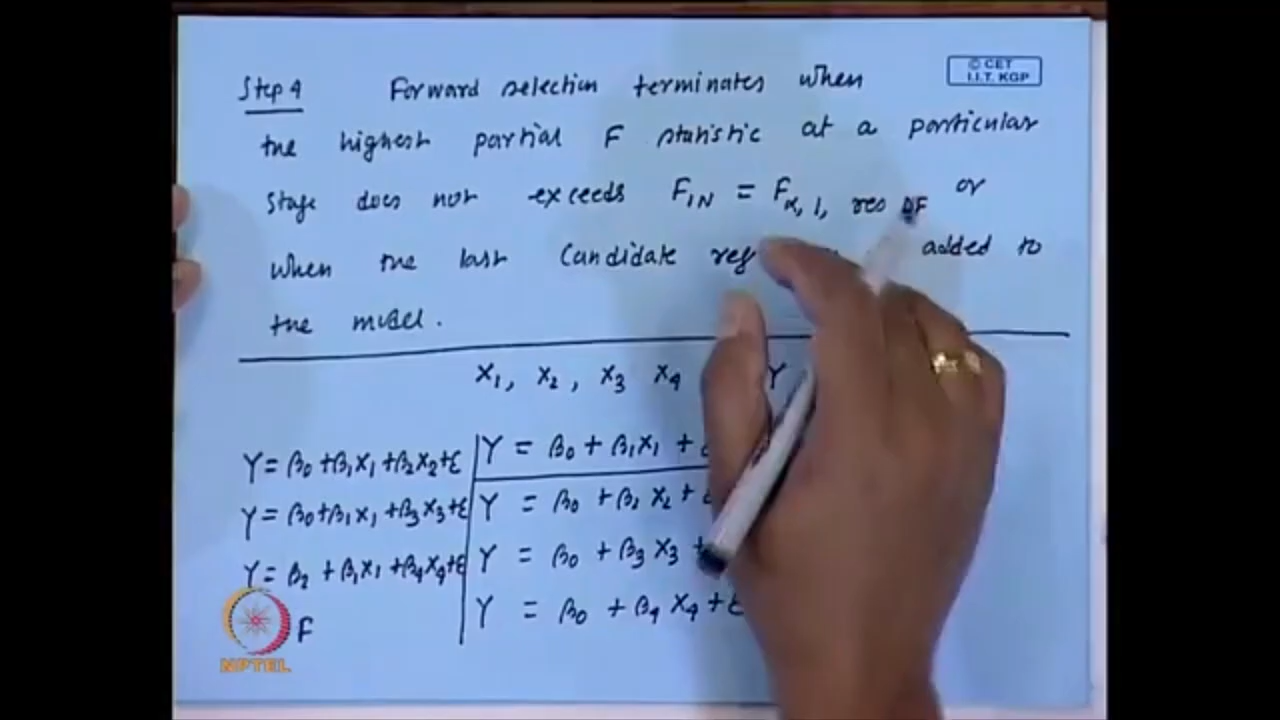 © CET
I.I.T. KGP
Step 4 Forward selection terminates when
the highest partial F statistic at a particular
stage does not exceeds F_IN = F_α, 1, res DF or
when the last Candidate reg added to
the model.
X1, X2, X3 X4 Y
Y = β0 + β1X1 + β2X2 + ε
Y = β0 + β1X1 + β3X3 + ε
Y = β2 + β1X1 + β4X4 + ε
F
Y = β0 + β1X1 +
Y = β0 + β2 X2 +
Y = β0 + β3 X3 +
Y = β0 + β4 X4 + ε
NPTEL